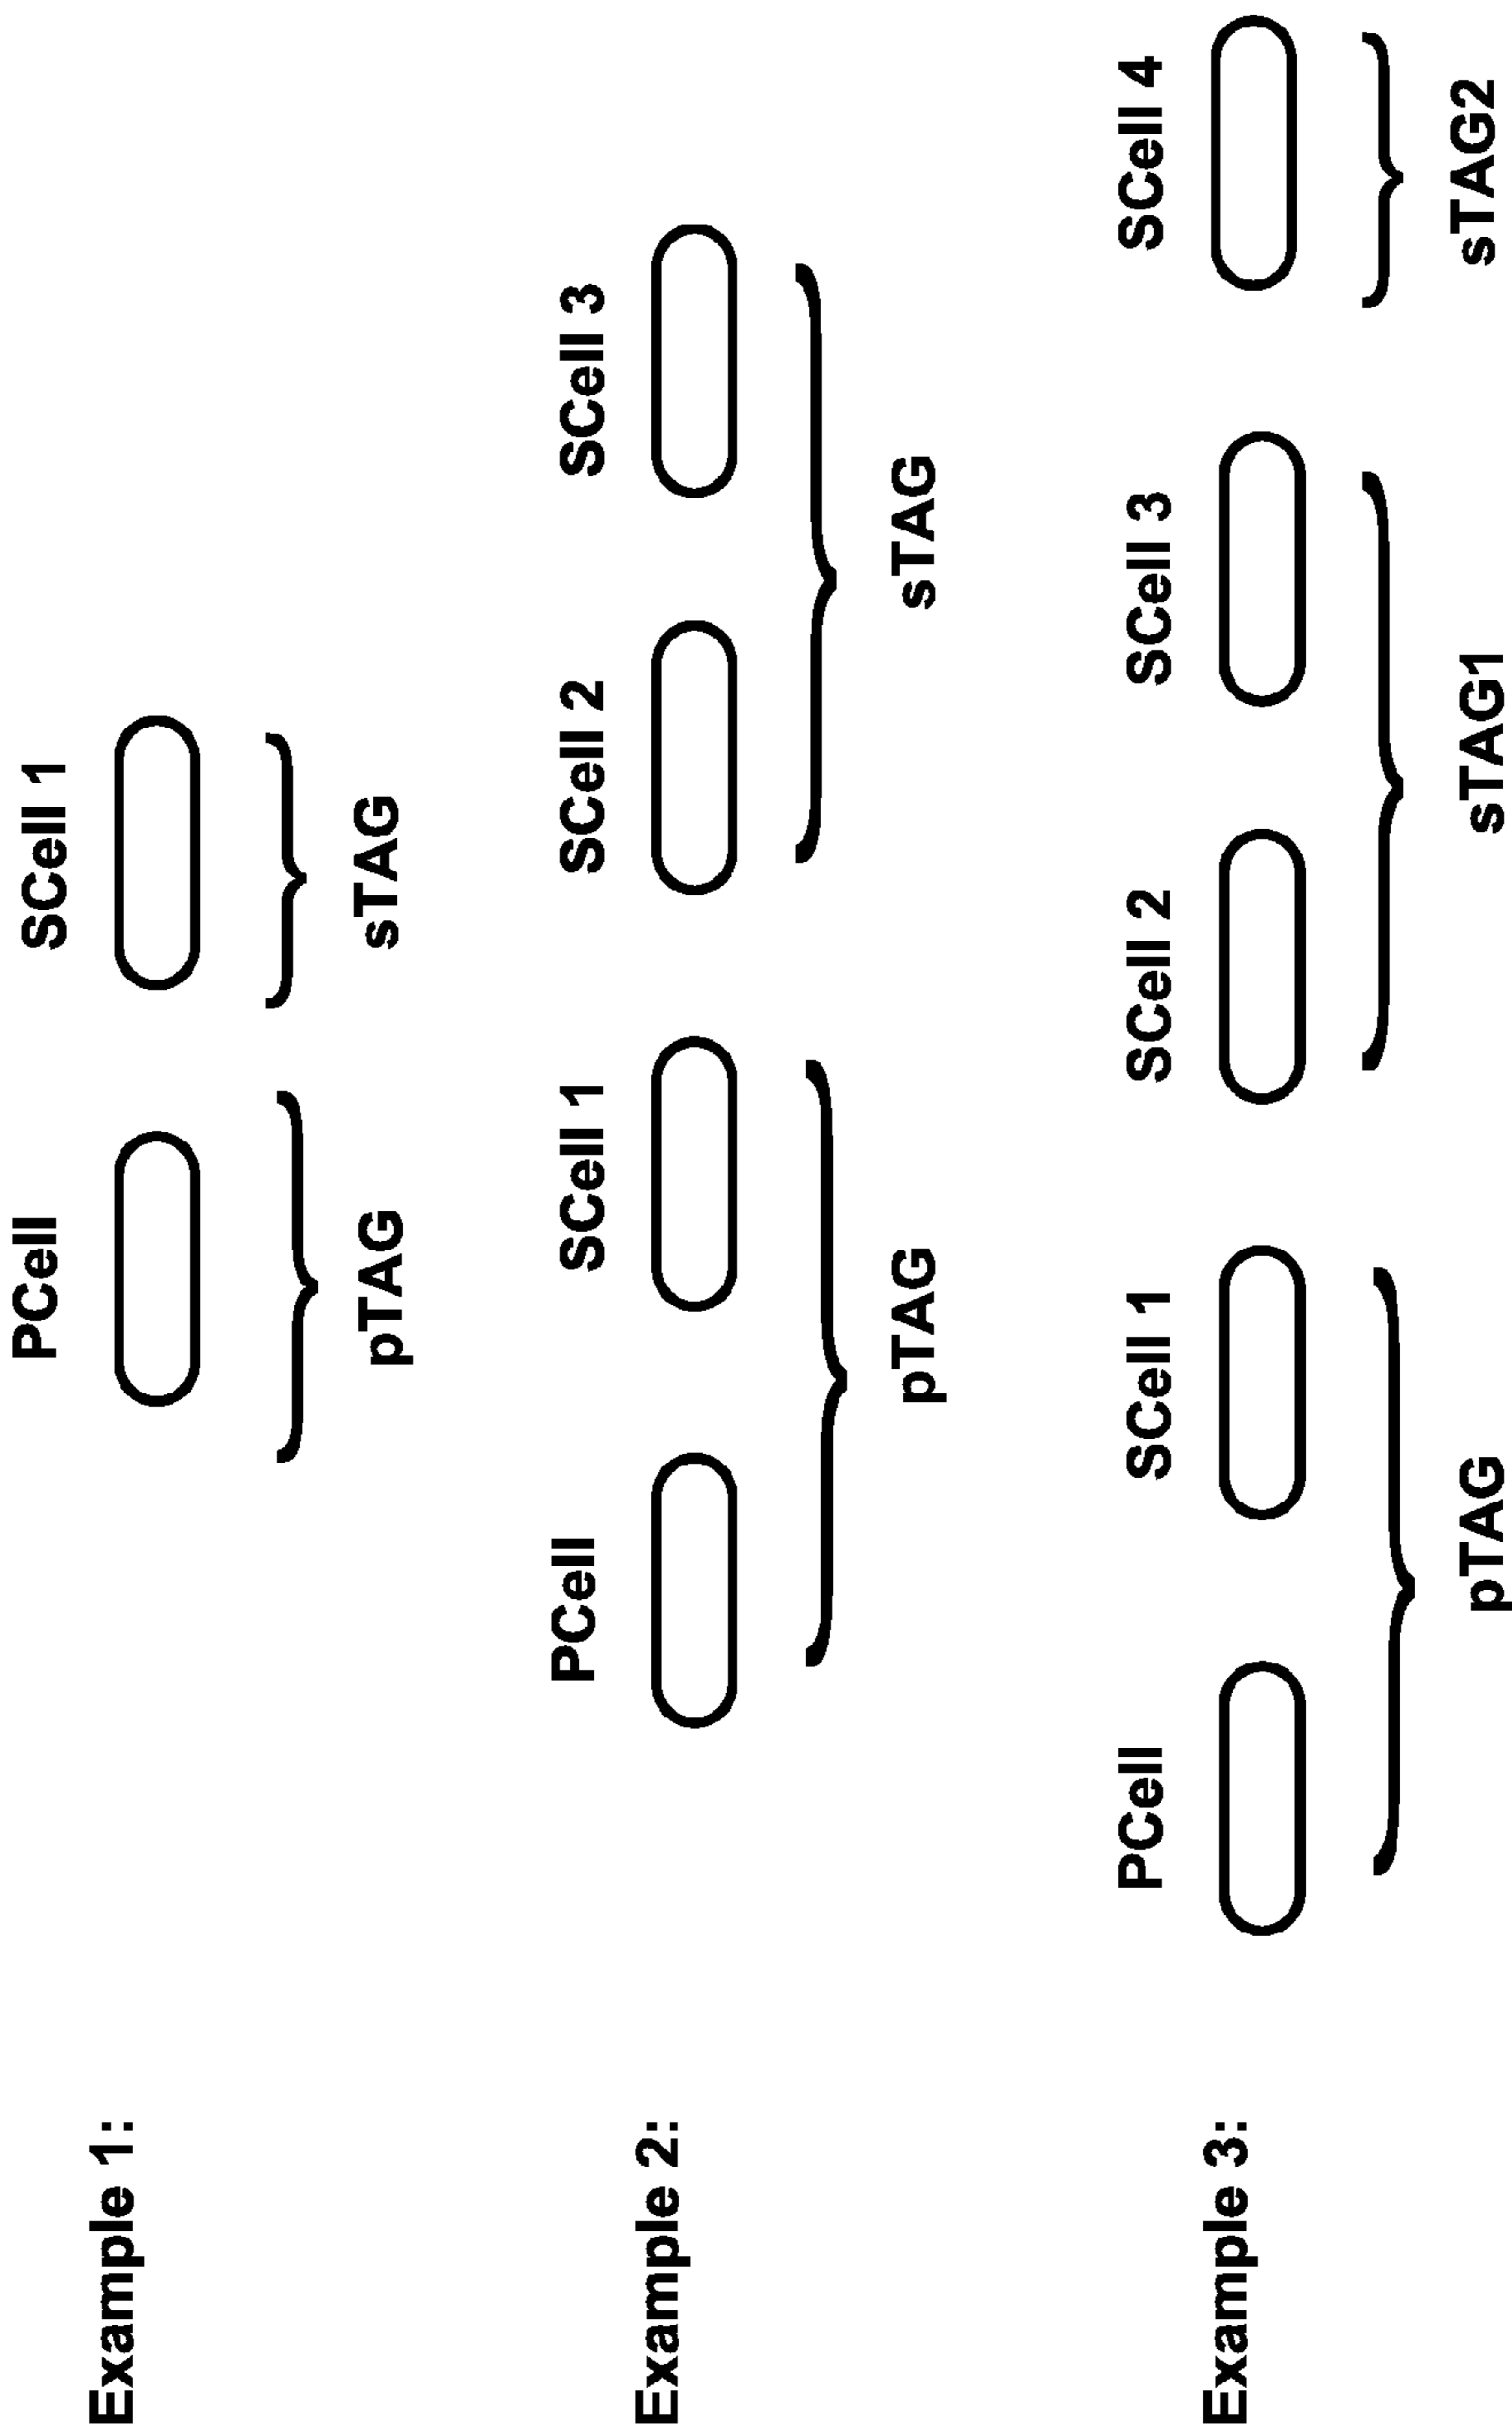 Example 1:
PCell
SCell 1
pTAG
sTAG
Example 2:
PCell
SCell 1
SCell 2
SCell 3
pTAG
sTAG
Example 3:
PCell
SCell 1
SCell 2
SCell 3
SCell 4
pTAG
sTAG1
sTAG2